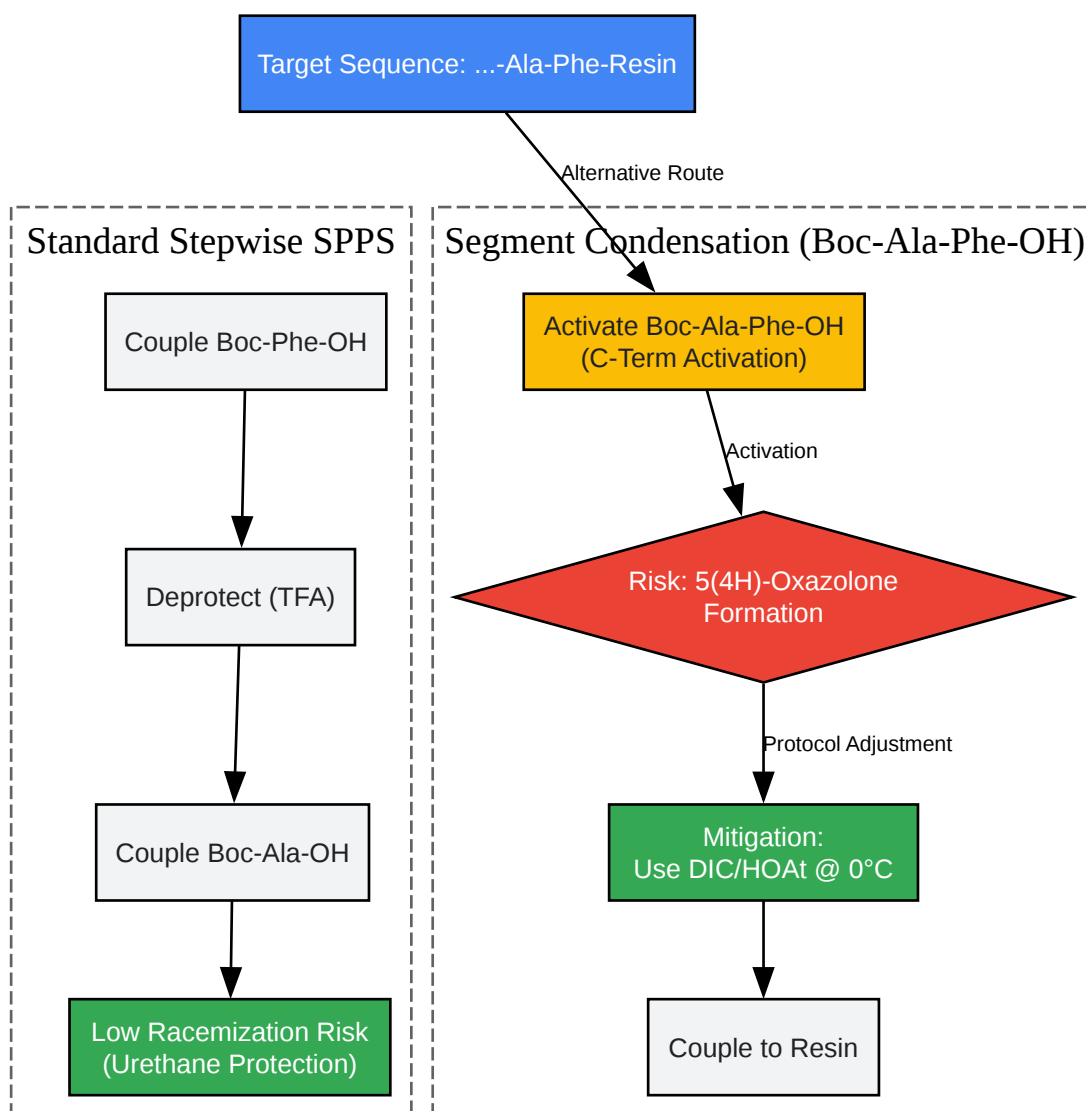 Target Sequence: ...-Ala-Phe-Resin
Alternative Route
Standard Stepwise SPPS
Couple Boc-Phe-OH
Deprotect (TFA)
Couple Boc-Ala-OH
Low Racemization Risk
(Urethane Protection)
Segment Condensation (Boc-Ala-Phe-OH)
Activate Boc-Ala-Phe-OH
(C-Term Activation)
Activation
Risk: 5(4H)-Oxazolone
Formation
Protocol Adjustment
Mitigation:
Use DIC/HOAt @ 0°C
Couple to Resin